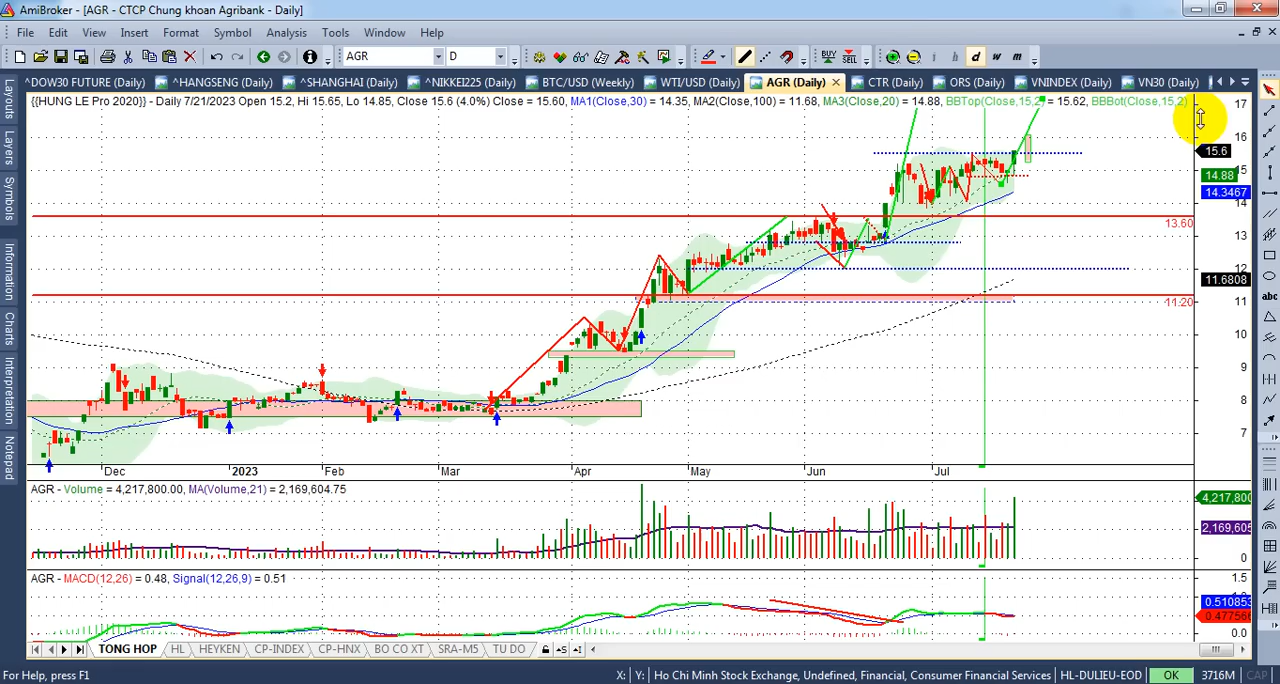 AmiBroker - [AGR - CTCP Chung khoan Agribank - Daily]
File Edit View Insert Format Symbol Analysis Tools Window Help
AGR D i h d w m BUY SELL
^DOW30 FUTURE (Daily) ^HANGSENG (Daily) ^SHANGHAI (Daily) ^NIKKEI225 (Daily) BTC/USD (Weekly) WTI/USD (Daily) AGR (Daily) CTR (Daily) ORS (Daily) VNINDEX (Daily) VN30 (Daily)
{{HUNG LE Pro 2020}} - Daily 7/21/2023 Open 15.2, Hi 15.65, Lo 14.85, Close 15.6 (4.0%) Close = 15.60, MA1(Close,30) = 14.35, MA2(Close,100) = 11.68, MA3(Close,20) = 14.88, BBTop(Close,15,2) = 15.62, BBBot(Close,15,2)
Layouts
Layers
Symbols
Information
Charts
Interpretation
Notepad
abc
17
16
15.6
15
14.88
14.3467
14
13.60
13
12
11.6808
11.20
11
10
9
8
7
Dec 2023 Feb Mar Apr May Jun Jul
AGR - Volume = 4,217,800.00, MA(Volume,21) = 2,169,604.75
4,217,800
2,169,605
0
AGR - MACD(12,26) = 0.48, Signal(12,26,9) = 0.51
1.5
0.510853
0.477566
0.0
TONG HOP HL HEYKEN CP-INDEX CP-HNX BO CO XT SRA-M5 TU DO
For Help, press F1 X: Y: Ho Chi Minh Stock Exchange, Undefined, Financial, Consumer Financial Services HL-DULIEU-EOD OK 3716M CAP